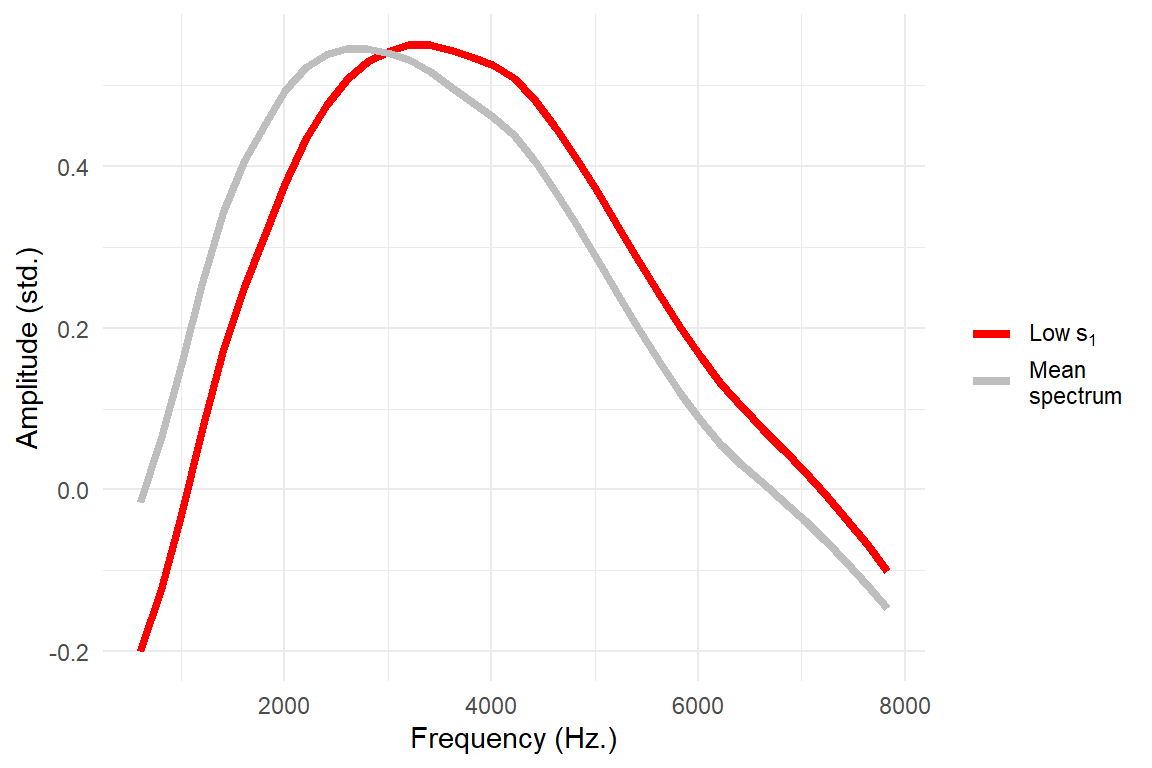 Amplitude (std.)
0.4
0.2
0.0
-0.2
2000 4000 6000 8000
Frequency (Hz.)
Low s₁
Mean
spectrum